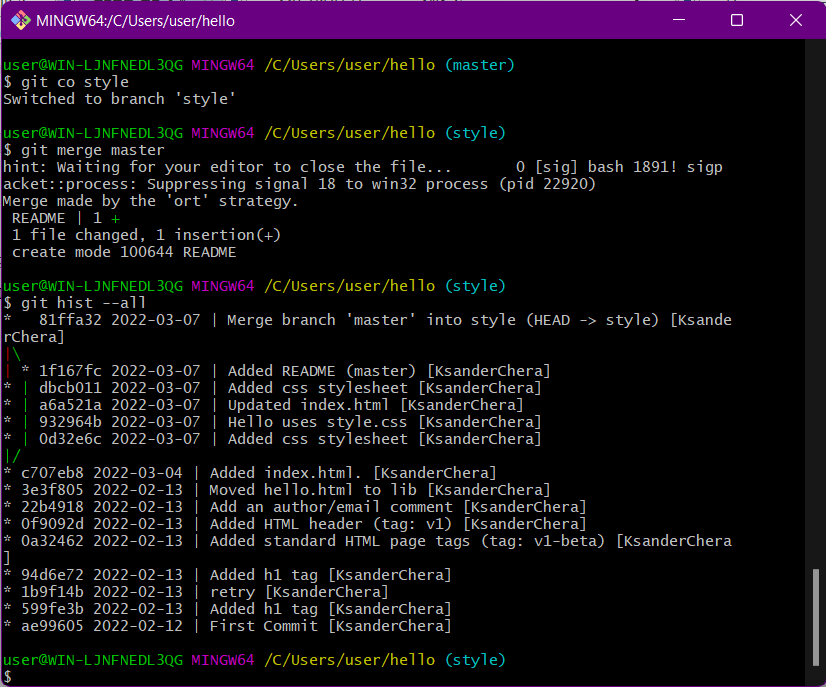 MINGW64:/C/Users/user/hello
user@WIN-LJNFNEDL3QG MINGW64 /C/Users/user/hello (master)
$ git co style
Switched to branch 'style'
user@WIN-LJNFNEDL3QG MINGW64 /C/Users/user/hello (style)
$ git merge master
hint: Waiting for your editor to close the file...       0 [sig] bash 1891! sigp
acket::process: Suppressing signal 18 to win32 process (pid 22920)
Merge made by the 'ort' strategy.
 README | 1 +
 1 file changed, 1 insertion(+)
 create mode 100644 README
user@WIN-LJNFNEDL3QG MINGW64 /C/Users/user/hello (style)
$ git hist --all
*   81ffa32 2022-03-07 | Merge branch 'master' into style (HEAD -> style) [Ksande
rChera]
|\
| * 1f167fc 2022-03-07 | Added README (master) [KsanderChera]
* | dbcb011 2022-03-07 | Added css stylesheet [KsanderChera]
* | a6a521a 2022-03-07 | Updated index.html [KsanderChera]
* | 932964b 2022-03-07 | Hello uses style.css [KsanderChera]
* | 0d32e6c 2022-03-07 | Added css stylesheet [KsanderChera]
|/
* c707eb8 2022-03-04 | Added index.html. [KsanderChera]
* 3e3f805 2022-02-13 | Moved hello.html to lib [KsanderChera]
* 22b4918 2022-02-13 | Add an author/email comment [KsanderChera]
* 0f9092d 2022-02-13 | Added HTML header (tag: v1) [KsanderChera]
* 0a32462 2022-02-13 | Added standard HTML page tags (tag: v1-beta) [KsanderChera
]
* 94d6e72 2022-02-13 | Added h1 tag [KsanderChera]
* 1b9f14b 2022-02-13 | retry [KsanderChera]
* 599fe3b 2022-02-13 | Added h1 tag [KsanderChera]
* ae99605 2022-02-12 | First Commit [KsanderChera]
user@WIN-LJNFNEDL3QG MINGW64 /C/Users/user/hello (style)
$